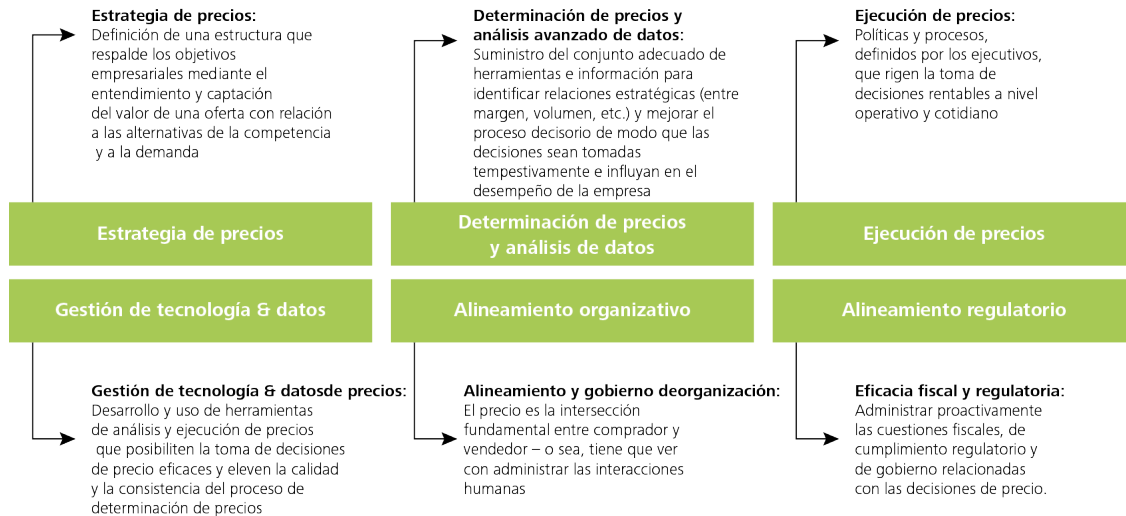 Estrategia de precios:
Definición de una estructura que
respalde los objetivos
empresariales mediante el
entendimiento y captación
del valor de una oferta con relación
a las alternativas de la competencia
y a la demanda
Determinación de precios y
análisis avanzado de datos:
Suministro del conjunto adecuado de
herramientas e información para
identificar relaciones estratégicas (entre
margen, volumen, etc.) y mejorar el
proceso decisorio de modo que las
decisiones sean tomadas
tempestivamente e influyan en el
desempeño de la empresa
Ejecución de precios:
Políticas y procesos,
definidos por los ejecutivos,
que rigen la toma de
decisiones rentables a nivel
operativo y cotidiano
Estrategia de precios
Determinación de precios
y análisis de datos
Ejecución de precios
Gestión de tecnología & datos
Alineamiento organizativo
Alineamiento regulatorio
Gestión de tecnología & datosde precios:
Desarrollo y uso de herramientas
de análisis y ejecución de precios
que posibiliten la toma de decisiones
de precio eficaces y eleven la calidad
y la consistencia del proceso de
determinación de precios
Alineamiento y gobierno deorganización:
El precio es la intersección
fundamental entre comprador y
vendedor – o sea, tiene que ver
con administrar las interacciones
humanas
Eficacia fiscal y regulatoria:
Administrar proactivamente
las cuestiones fiscales, de
cumplimiento regulatorio y
de gobierno relacionadas
con las decisiones de precio.